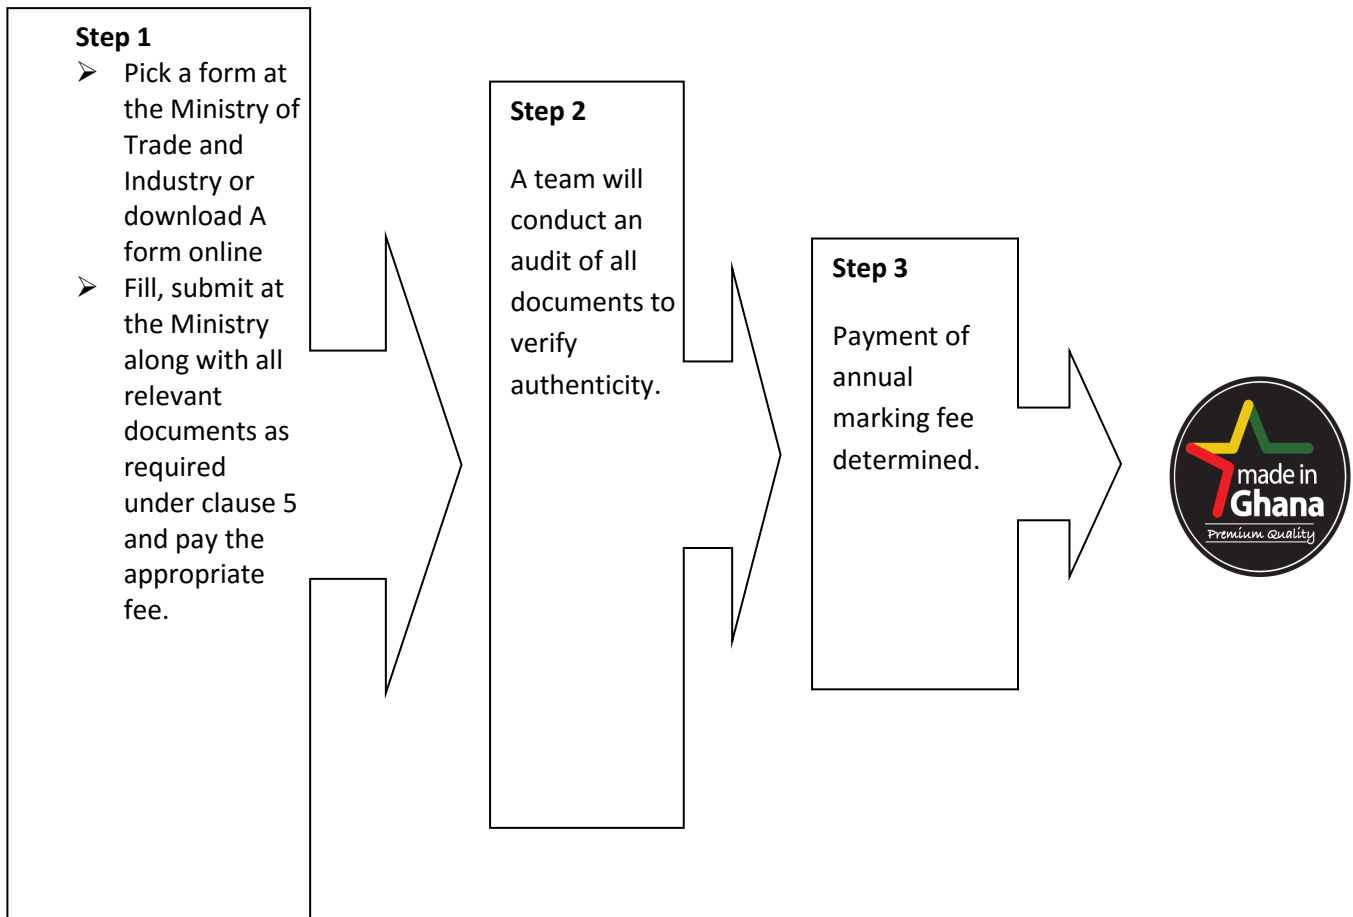 Step 1
➢ Pick a form at
the Ministry of
Trade and
Industry or
download A
form online
➢ Fill, submit at
the Ministry
along with all
relevant
documents as
required
under clause 5
and pay the
appropriate
fee.
Step 2
A team will
conduct an
audit of all
documents to
verify
authenticity.
Step 3
Payment of
annual
marking fee
determined.
made in
Ghana
Premium Quality